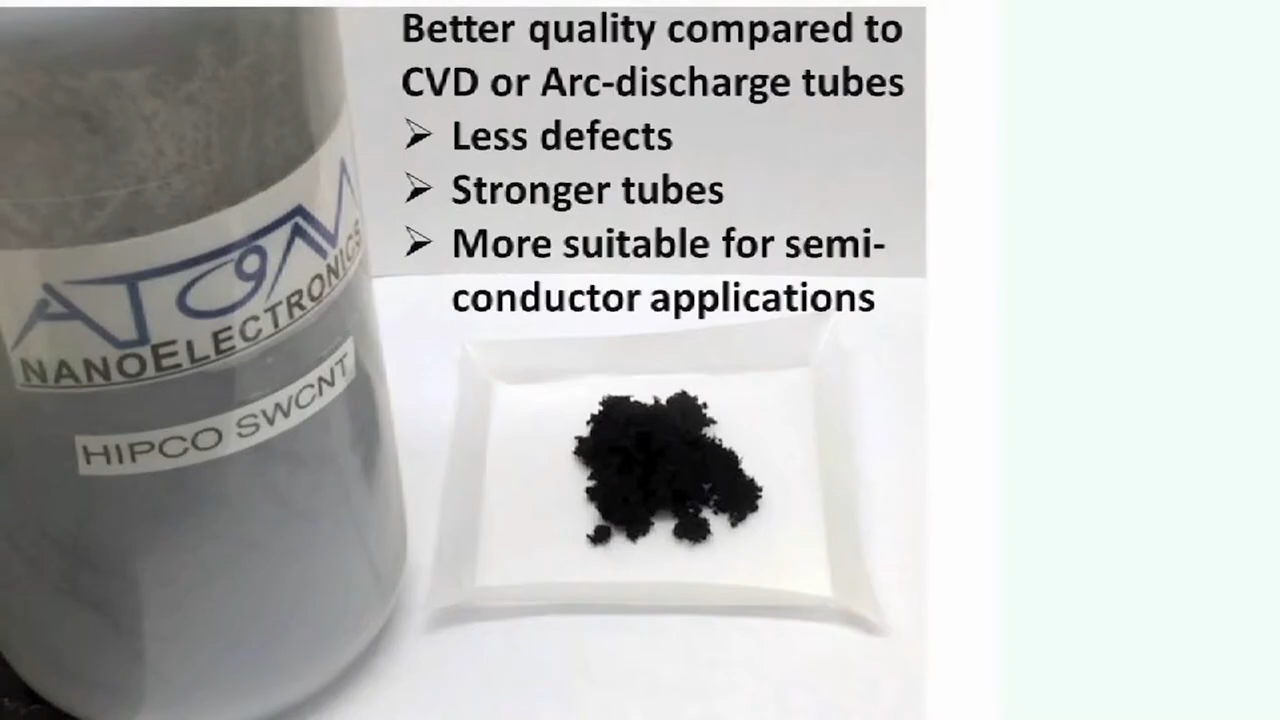 Better quality compared to
CVD or Arc-discharge tubes
➢ Less defects
➢ Stronger tubes
➢ More suitable for semi-
conductor applications
ATOM
NANOELECTRONICS
HIPCO SWCNT